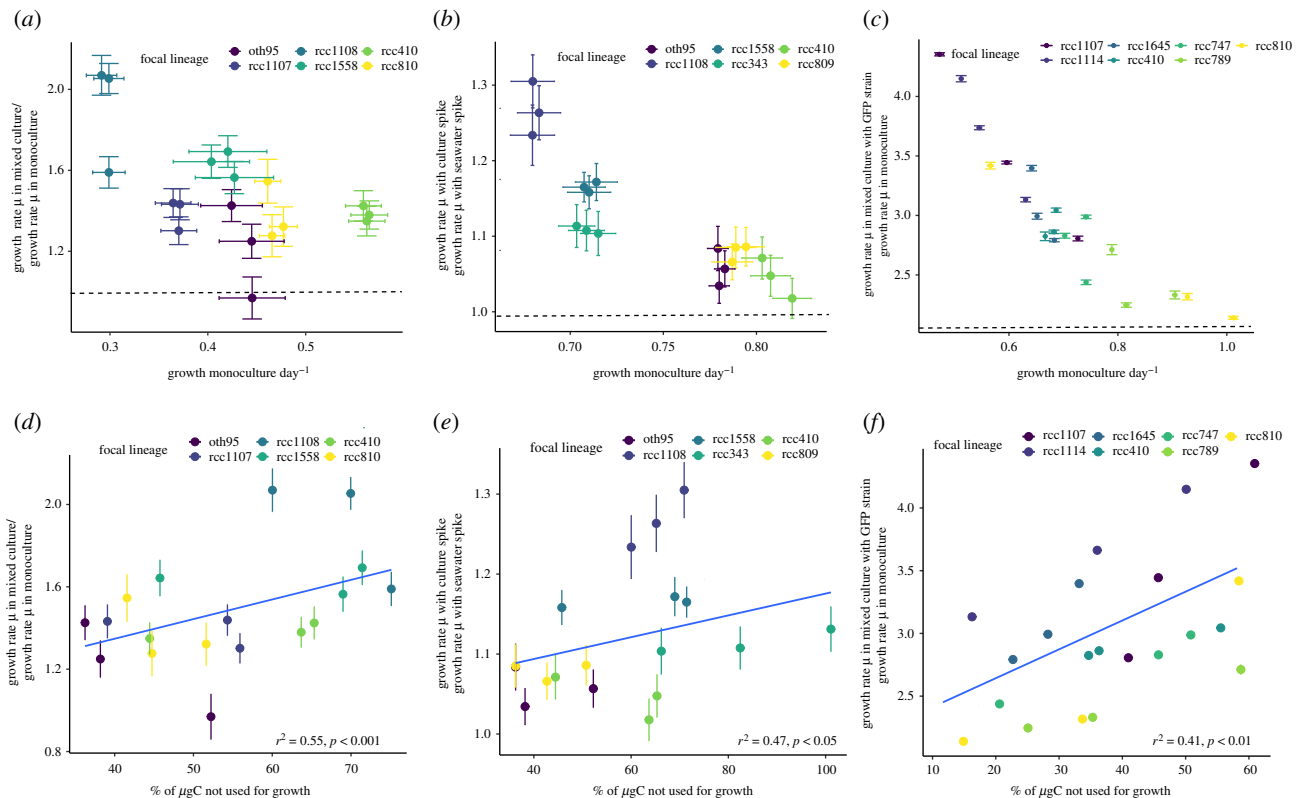 (a)
focal lineage
oth95 rcc1108 rcc410
rcc1107 rcc1558 rcc810
growth rate µ in mixed culture/
growth rate µ in monoculture
2.0
1.6
1.2
0.3 0.4 0.5
growth monoculture day⁻¹
(b)
focal lineage
oth95 rcc1558 rcc410
rcc1108 rcc343 rcc809
growth rate µ with culture spike
growth rate µ with seawater spike
1.3
1.2
1.1
1.0
0.70 0.75 0.80
growth monoculture day⁻¹
(c)
focal lineage
rcc1107 rcc1645 rcc747 rcc810
rcc1114 rcc410 rcc789
growth rate µ in mixed culture with GFP strain
growth rate µ in monoculture
4.0
3.5
3.0
2.5
0.6 0.8 1.0
growth monoculture day⁻¹
(d)
focal lineage
oth95 rcc1108 rcc410
rcc1107 rcc1558 rcc810
growth rate µ in mixed culture/
growth rate µ in monoculture
2.0
1.6
1.2
0.8
r² = 0.55, p < 0.001
40 50 60 70
% of µgC not used for growth
(e)
focal lineage
oth95 rcc1558 rcc410
rcc1108 rcc343 rcc809
growth rate µ with culture spike
growth rate µ with seawater spike
1.3
1.2
1.1
1.0
r² = 0.47, p < 0.05
40 60 80 100
% of µgC not used for growth
(f)
focal lineage
rcc1107 rcc1645 rcc747 rcc810
rcc1114 rcc410 rcc789
growth rate µ in mixed culture with GFP strain
growth rate µ in monoculture
4.0
3.5
3.0
2.5
r² = 0.41, p < 0.01
10 20 30 40 50 60
% of µgC not used for growth